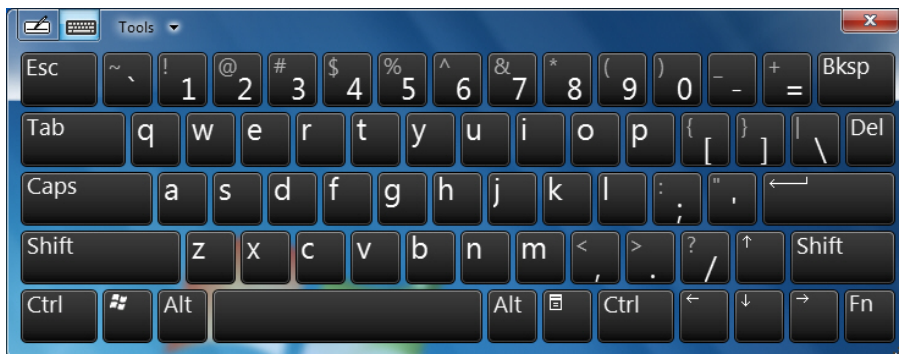 Tools
Esc ~ ` ! 1 @ 2 # 3 $ 4 % 5 ^ 6 & 7 * 8 ( 9 ) 0 _ - + = Bksp
Tab q w e r t y u i o p { [ } ] | \ Del
Caps a s d f g h j k l : ; " '
Shift z x c v b n m < , > . ? / ↑ Shift
Ctrl Alt Alt Ctrl ← ↓ → Fn